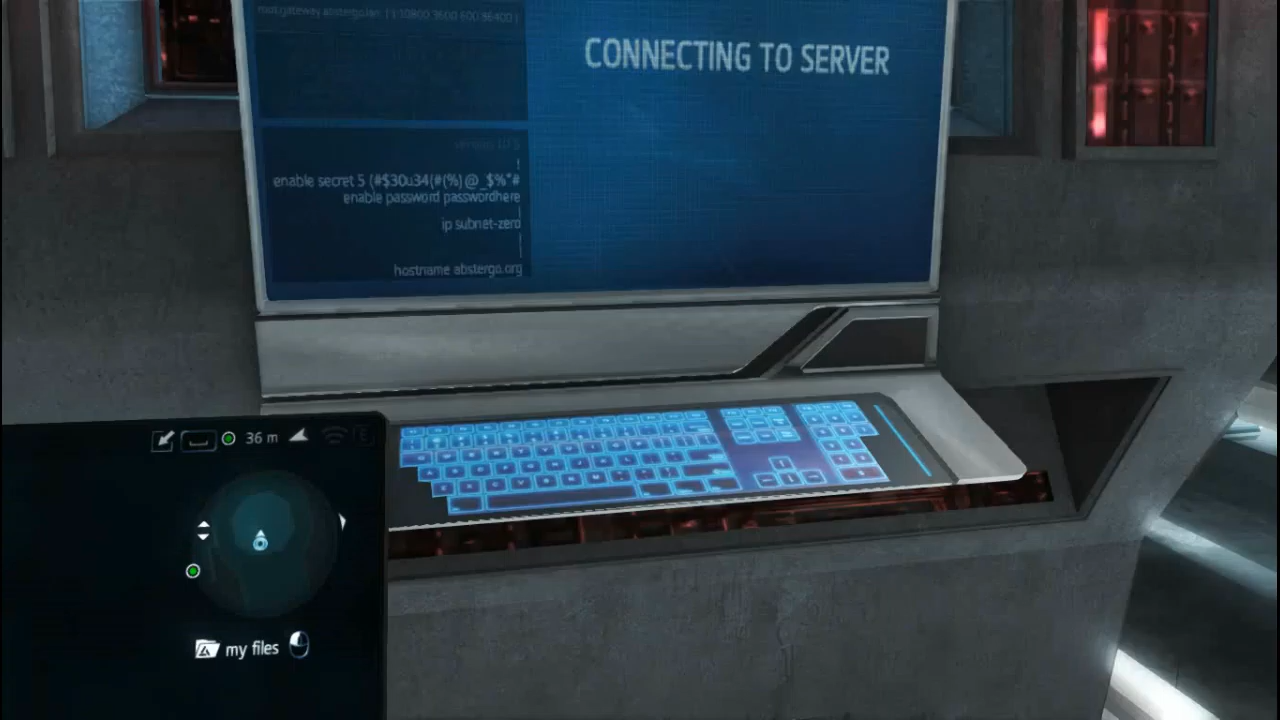 CONNECTING TO SERVER
enable secret 5 (#$30u34(#(%)@_$%*#
enable password passwordhere
ip subnet-zero
hostname abstergo.org
36 m
my files